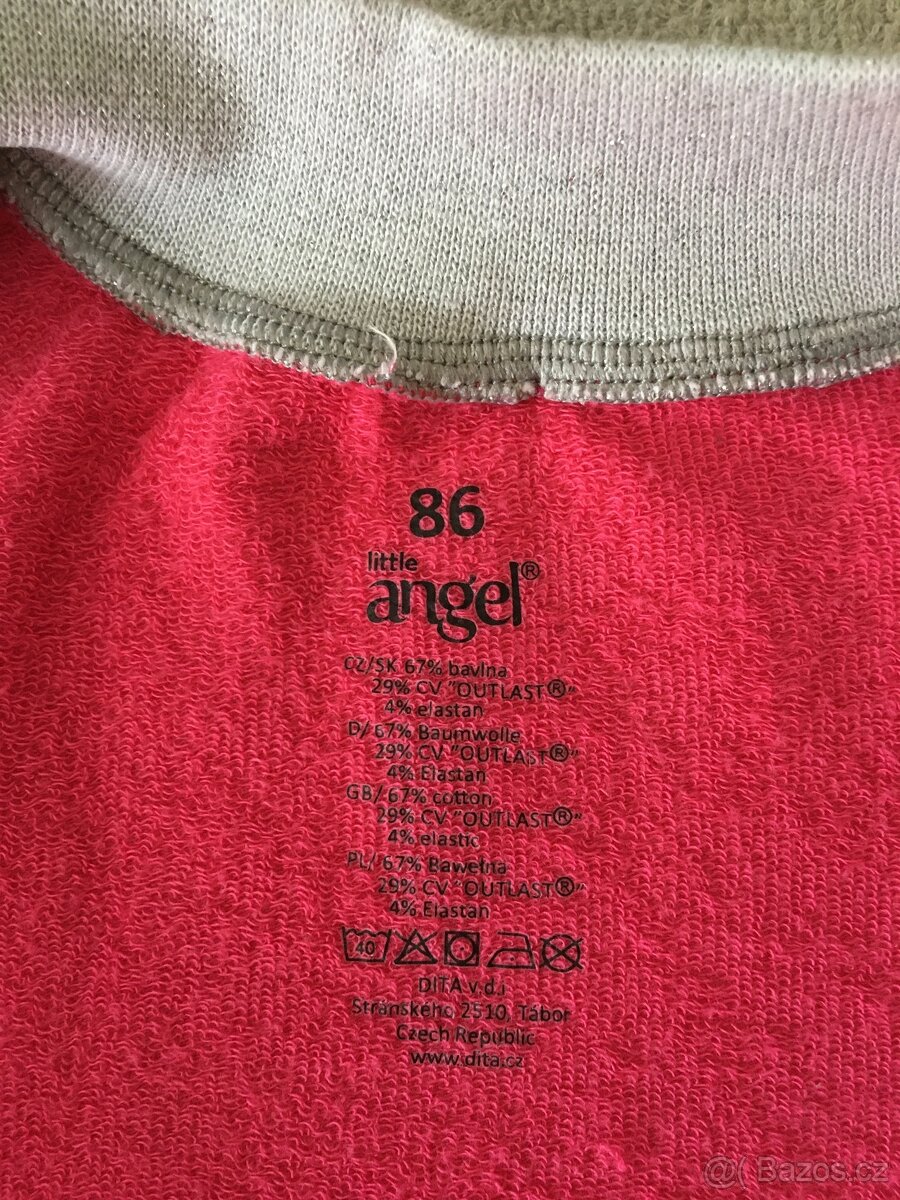 86
little
angel®
CZ/SK 67% bavlna
29% CV "OUTLAST®"
4% elastan
D/ 67% Baumwolle
29% CV "OUTLAST®"
4% Elastan
GB/ 67% cotton
29% CV "OUTLAST®"
4% elastic
PL/ 67% Bawełna
29% CV "OUTLAST®"
4% Elastan
40
DITA v.d.i
Stránského 2510, Tábor
Czech Republic
www.dita.cz
@ Bazos.cz